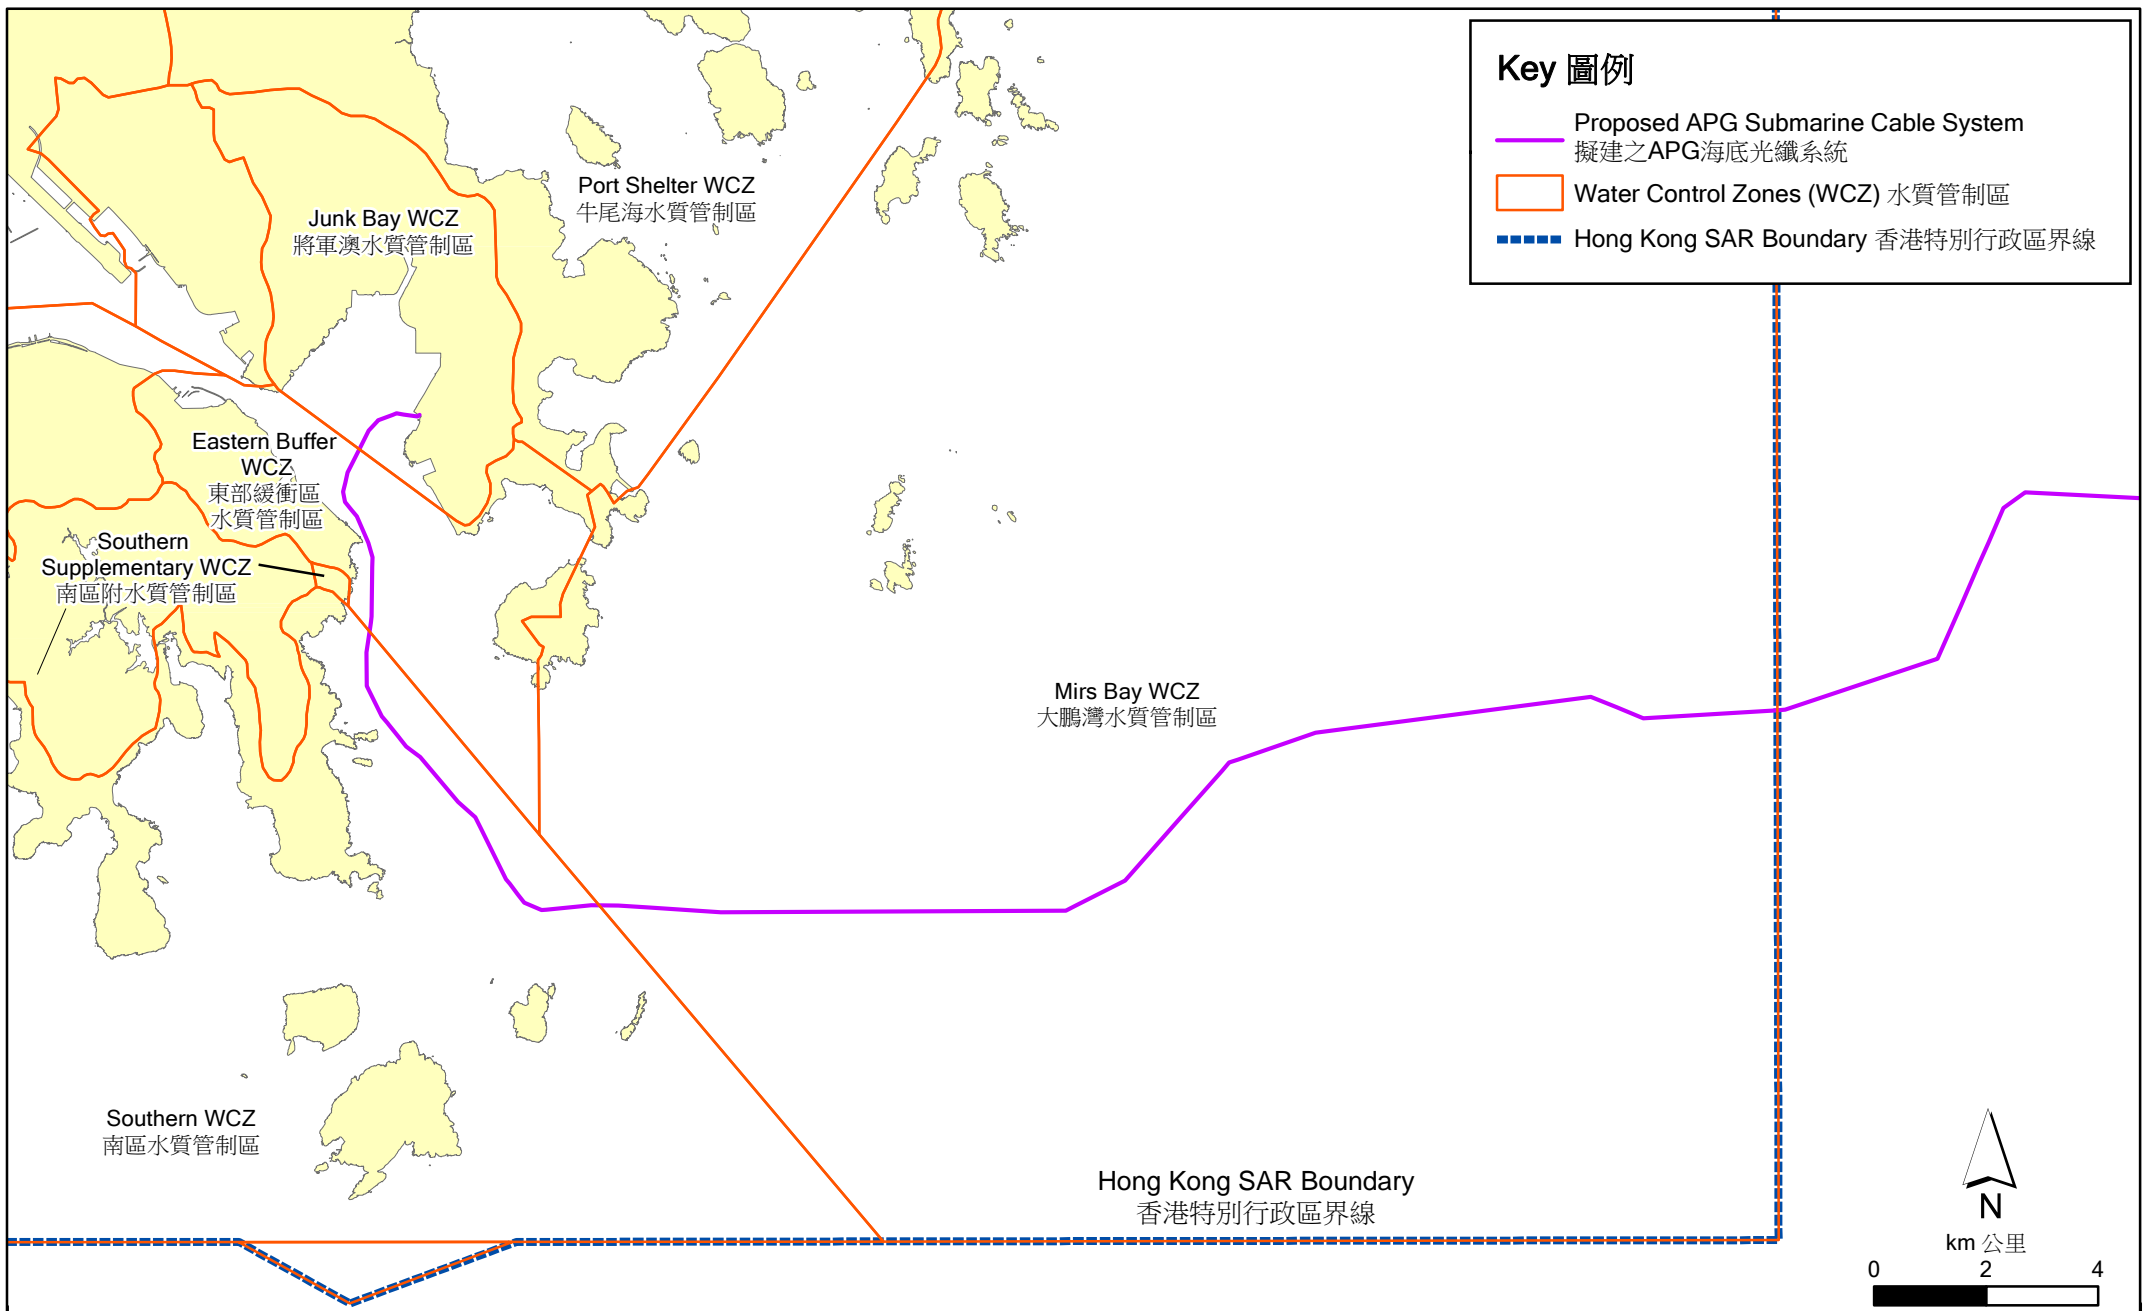 Key 圖例
Proposed APG Submarine Cable System
擬建之APG海底光纖系統
Water Control Zones (WCZ) 水質管制區
Hong Kong SAR Boundary 香港特別行政區界線
Port Shelter WCZ
牛尾海水質管制區
Junk Bay WCZ
將軍澳水質管制區
Eastern Buffer
WCZ
東部緩衝區
水質管制區
Southern
Supplementary WCZ
南區附水質管制區
Mirs Bay WCZ
大鵬灣水質管制區
Southern WCZ
南區水質管制區
Hong Kong SAR Boundary
香港特別行政區界線
N
km 公里
0 2 4